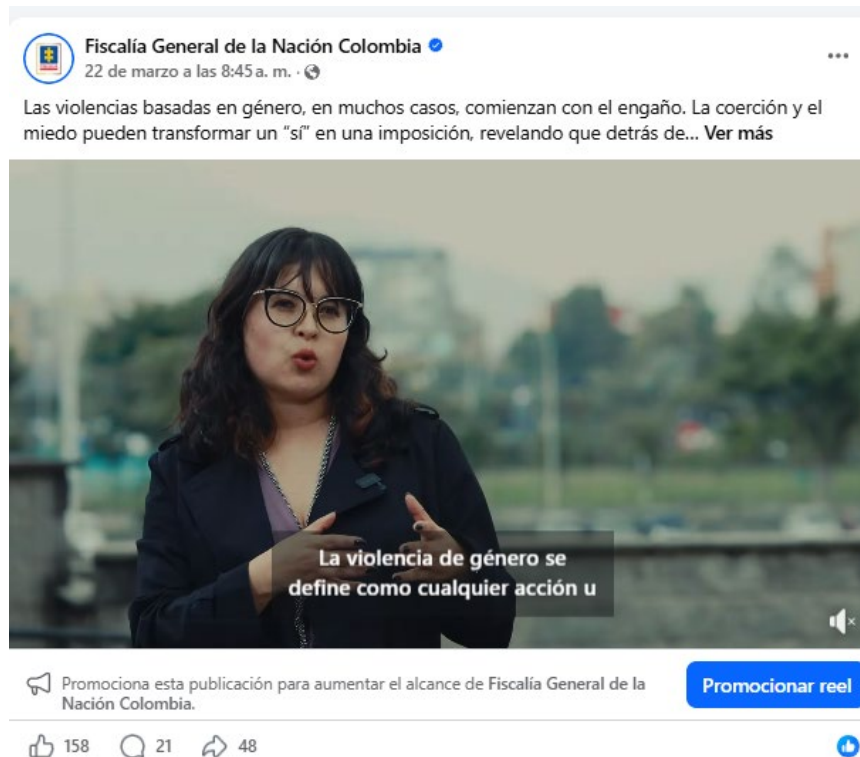 Fiscalía General de la Nación Colombia
22 de marzo a las 8:45 a. m. ·
Las violencias basadas en género, en muchos casos, comienzan con el engaño. La coerción y el
miedo pueden transformar un “sí” en una imposición, revelando que detrás de... Ver más
La violencia de género se
define como cualquier acción u
Promociona esta publicación para aumentar el alcance de Fiscalía General de la
Nación Colombia.
Promocionar reel
158 21 48